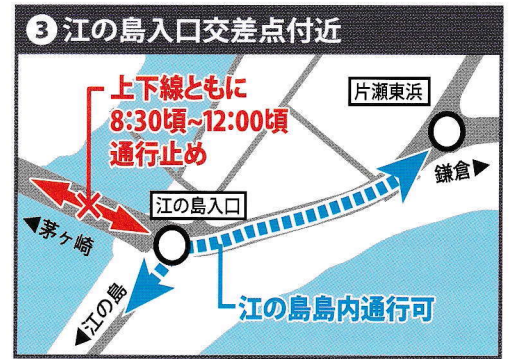 ❸江の島入口交差点付近
上下線ともに
8:30頃~12:00頃
通行止め
片瀬東浜
鎌倉▶
江の島入口
◀茅ヶ崎
◀江の島
江の島島内通行可